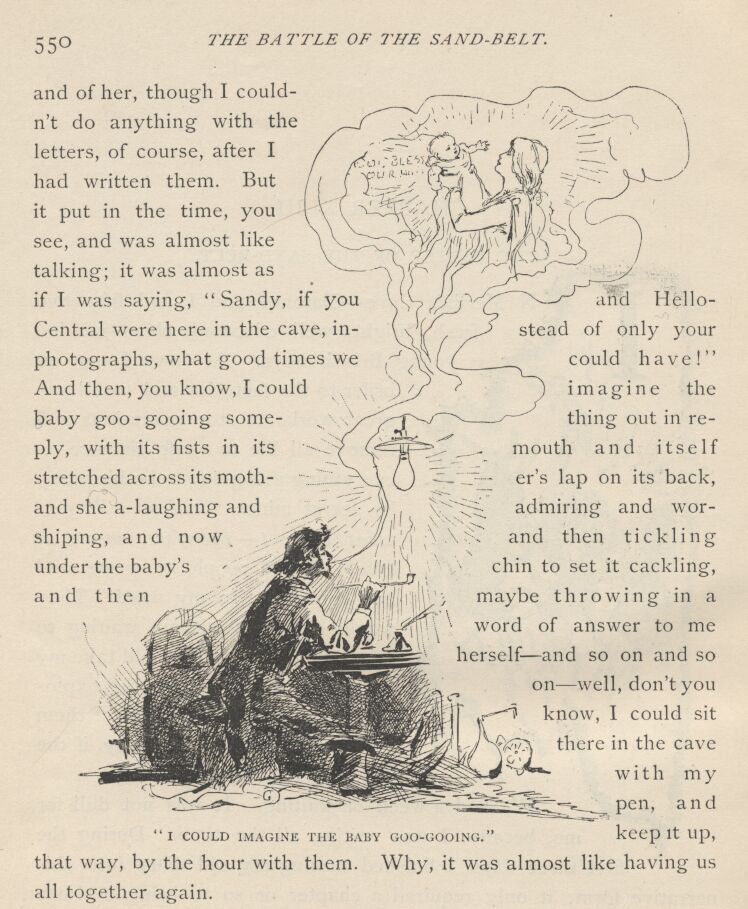 550 THE BATTLE OF THE SAND-BELT.
and of her, though I could-
n't do anything with the
letters, of course, after I
had written them. But
it put in the time, you
see, and was almost like
talking; it was almost as
if I was saying, "Sandy, if you and Hello-
Central were here in the cave, in- stead of only your
photographs, what good times we could have!"
And then, you know, I could imagine the
baby goo-gooing some- thing out in re-
ply, with its fists in its mouth and itself
stretched across its moth- er's lap on its back,
and she a-laughing and admiring and wor-
shiping, and now and then tickling
under the baby's chin to set it cackling,
and then maybe throwing in a
word of answer to me
herself—and so on and so
on—well, don't you
know, I could sit
there in the cave
with my
pen, and
keep it up,
BLESS
OUR
"I COULD IMAGINE THE BABY GOO-GOOING."
that way, by the hour with them. Why, it was almost like having us
all together again.